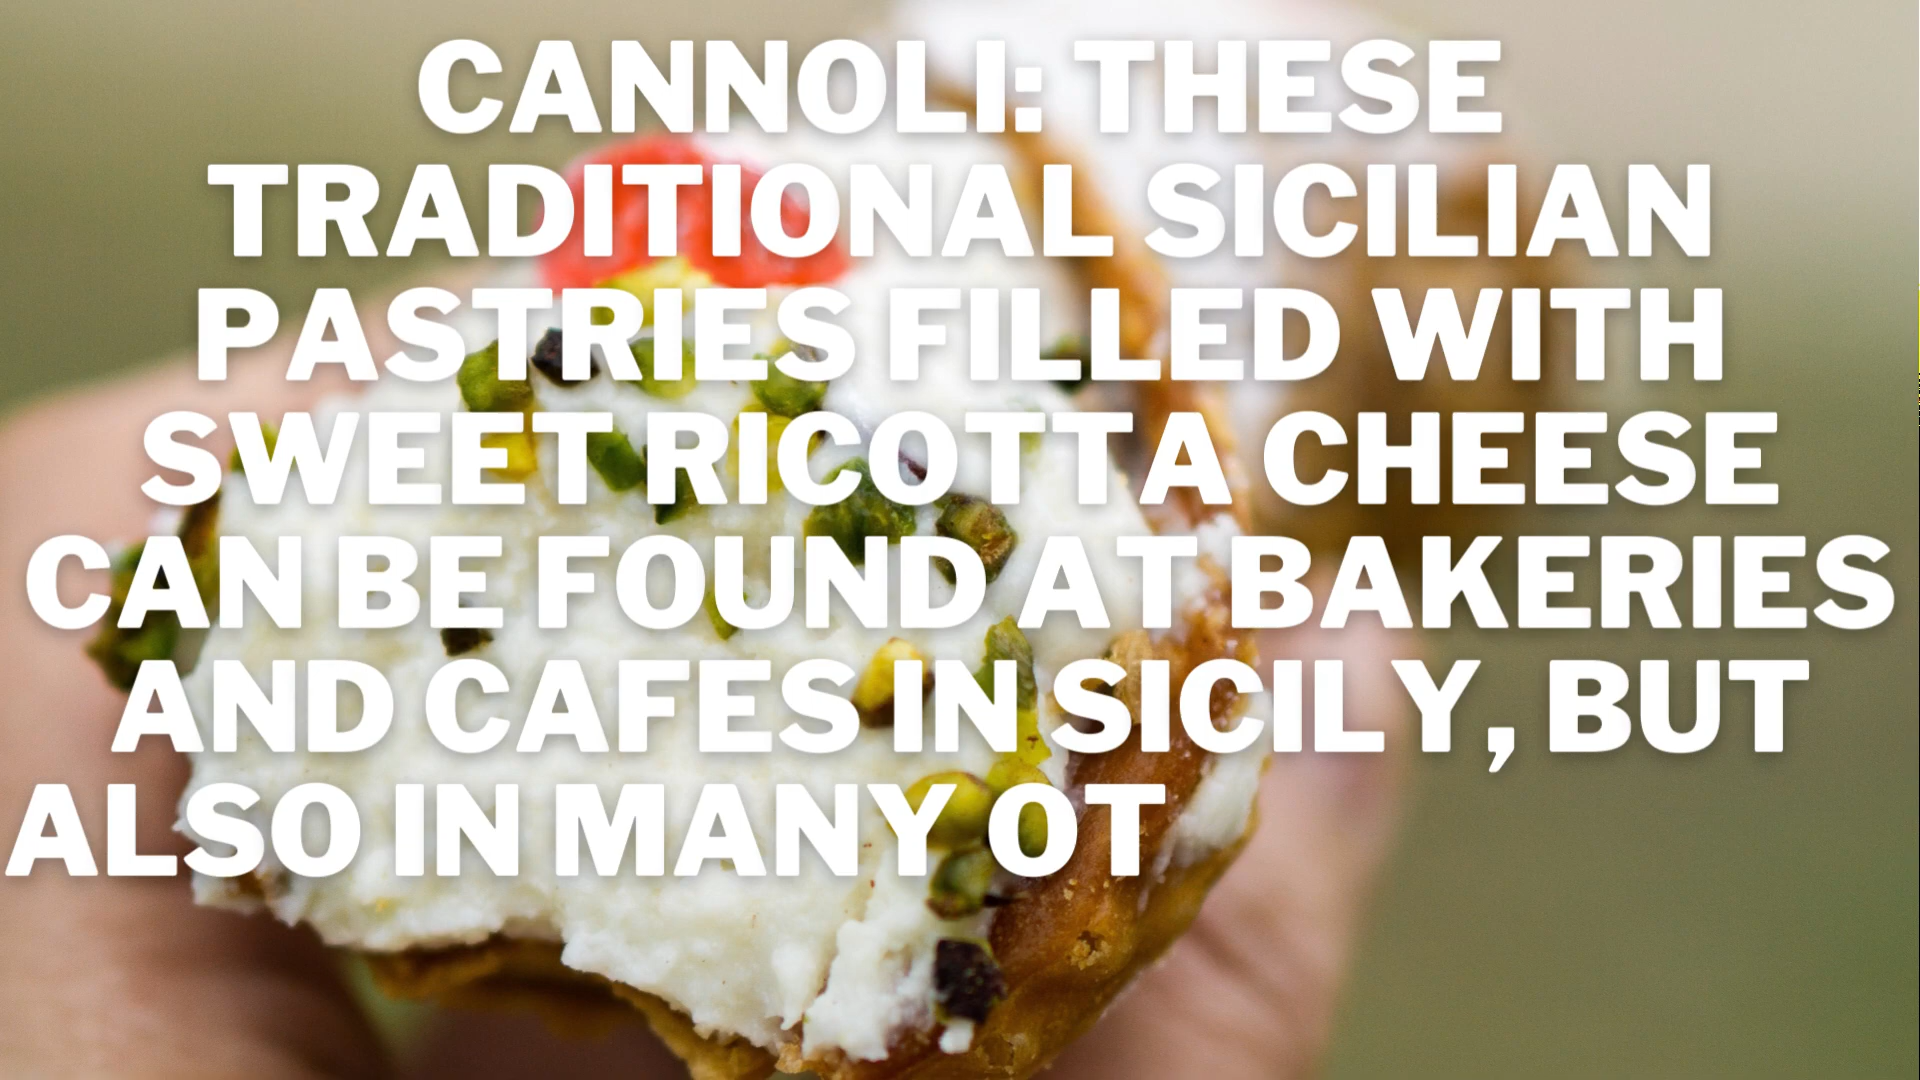 CANNOLI: THESE
TRADITIONAL SICILIAN
PASTRIES FILLED WITH
SWEET RICOTTA CHEESE
CAN BE FOUND AT BAKERIES
AND CAFES IN SICILY, BUT
ALSO IN MANY OT